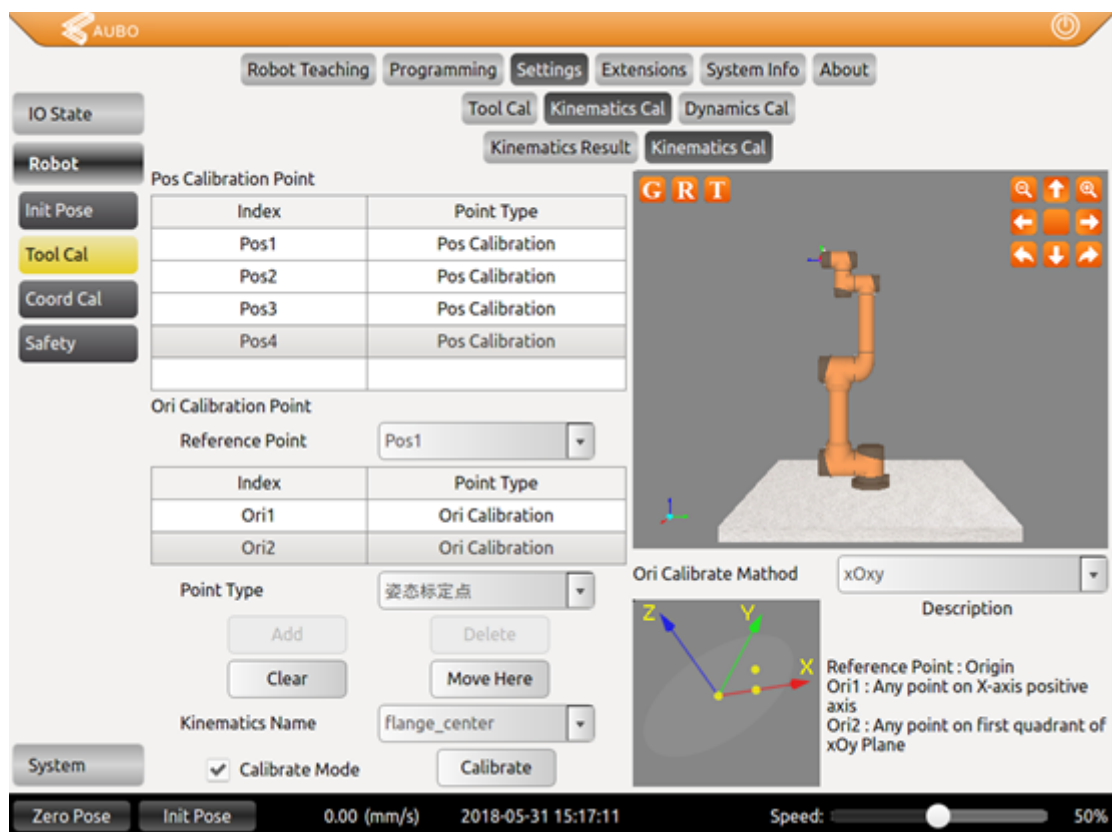 AUBO
Robot Teaching Programming Settings Extensions System Info About
IO State
Tool Cal Kinematics Cal Dynamics Cal
Kinematics Result Kinematics Cal
Robot
Init Pose
Tool Cal
Coord Cal
Safety
Pos Calibration Point
Index Point Type
Pos1 Pos Calibration
Pos2 Pos Calibration
Pos3 Pos Calibration
Pos4 Pos Calibration
Ori Calibration Point
Reference Point Pos1
Index Point Type
Ori1 Ori Calibration
Ori2 Ori Calibration
Point Type 姿态标定点
Add Delete
Clear Move Here
Kinematics Name flange_center
Calibrate Mode Calibrate
G R T
Ori Calibrate Mathod xOxy
Z Y X
Description
Reference Point : Origin
Ori1 : Any point on X-axis positive
axis
Ori2 : Any point on first quadrant of
xOy Plane
System
Zero Pose Init Pose 0.00 (mm/s) 2018-05-31 15:17:11 Speed: 50%